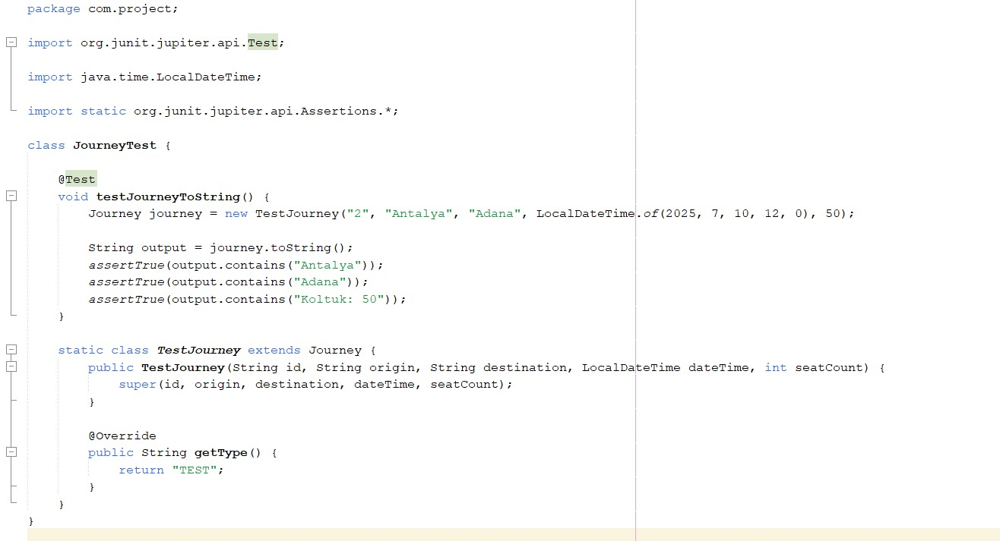 package com.project;
import org.junit.jupiter.api.Test;
import java.time.LocalDateTime;
import static org.junit.jupiter.api.Assertions.*;
class JourneyTest {
    @Test
    void testJourneyToString() {
        Journey journey = new TestJourney("2", "Antalya", "Adana", LocalDateTime.of(2025, 7, 10, 12, 0), 50);
        String output = journey.toString();
        assertTrue(output.contains("Antalya"));
        assertTrue(output.contains("Adana"));
        assertTrue(output.contains("Koltuk: 50"));
    }
    static class TestJourney extends Journey {
        public TestJourney(String id, String origin, String destination, LocalDateTime dateTime, int seatCount) {
            super(id, origin, destination, dateTime, seatCount);
        }
        @Override
        public String getType() {
            return "TEST";
        }
    }
}